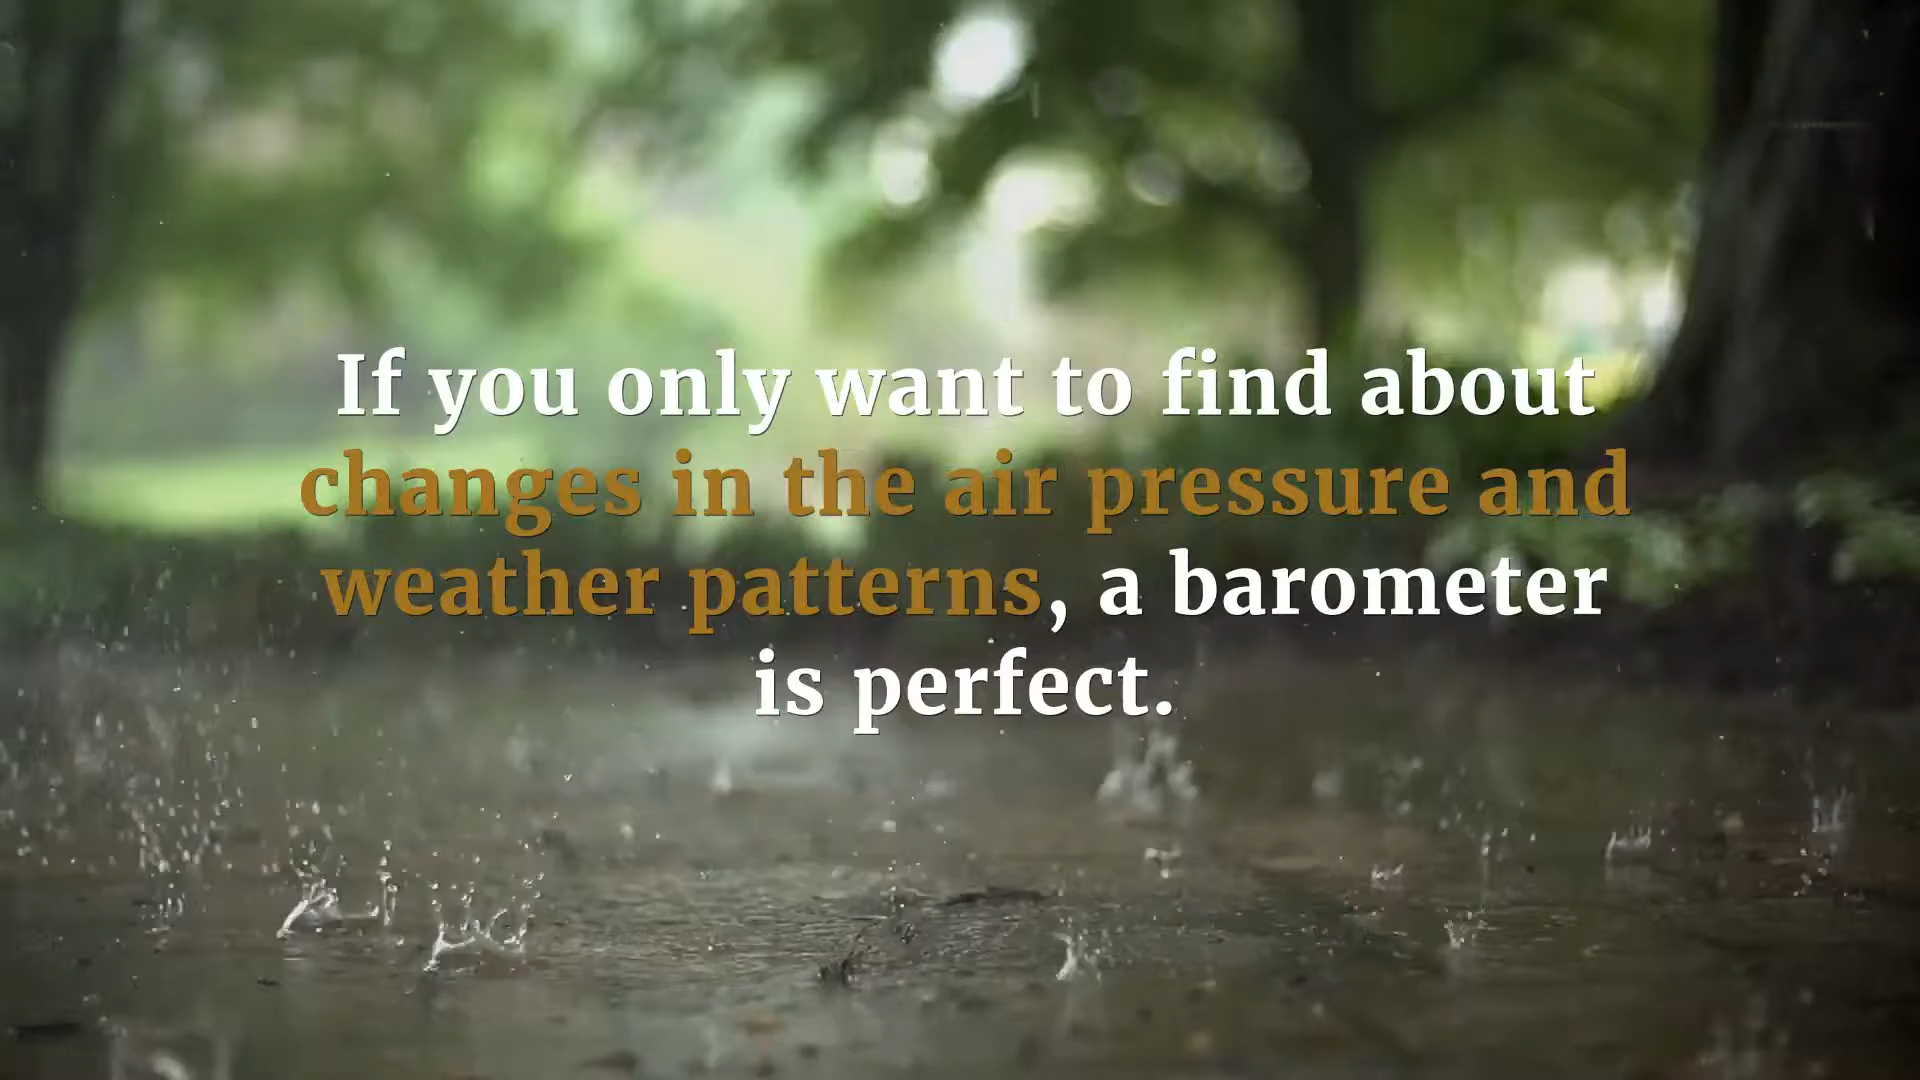 If you only want to find about
changes in the air pressure and
weather patterns, a barometer
is perfect.